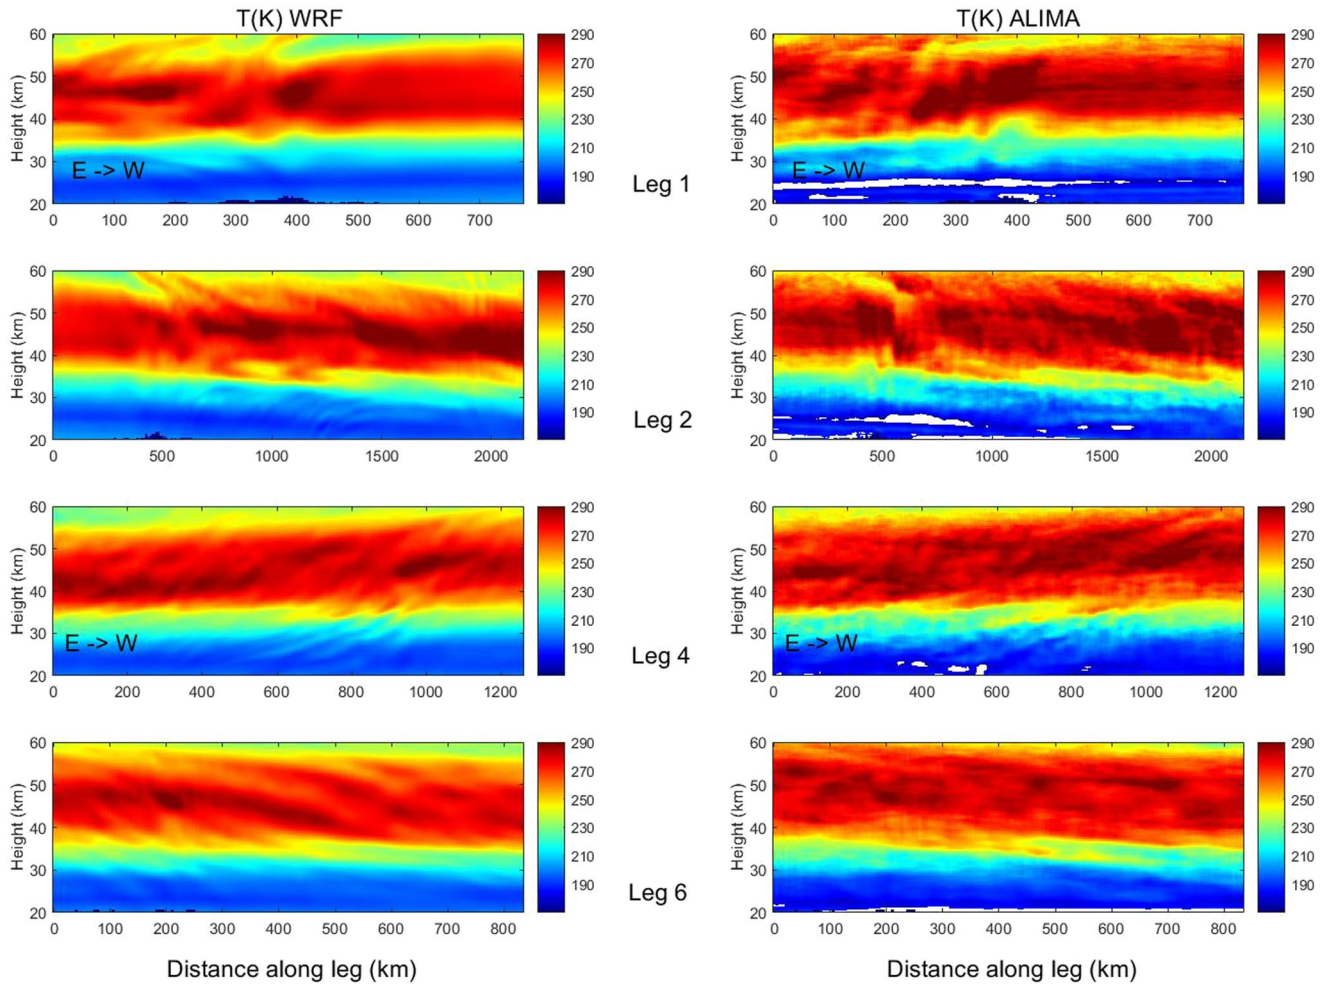 T(K) WRF
T(K) ALIMA
60 50 40 30 20
Height (km)
E -> W
0 100 200 300 400 500 600 700
290 270 250 230 210 190
Leg 1
60 50 40 30 20
Height (km)
E -> W
0 100 200 300 400 500 600 700
290 270 250 230 210 190
60 50 40 30 20
Height (km)
0 500 1000 1500 2000
290 270 250 230 210 190
Leg 2
60 50 40 30 20
Height (km)
0 500 1000 1500 2000
290 270 250 230 210 190
60 50 40 30 20
Height (km)
E -> W
0 200 400 600 800 1000 1200
290 270 250 230 210 190
Leg 4
60 50 40 30 20
Height (km)
E -> W
0 200 400 600 800 1000 1200
290 270 250 230 210 190
60 50 40 30 20
Height (km)
0 100 200 300 400 500 600 700 800
290 270 250 230 210 190
Leg 6
60 50 40 30 20
Height (km)
0 100 200 300 400 500 600 700 800
290 270 250 230 210 190
Distance along leg (km)
Distance along leg (km)